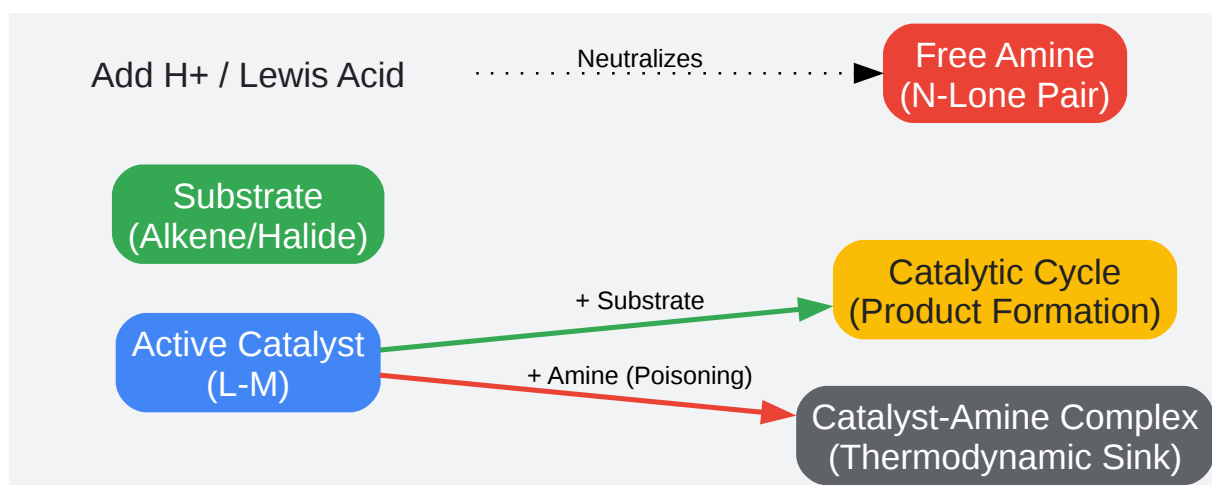 Add H+ / Lewis Acid
Neutralizes
Free Amine
(N-Lone Pair)
Substrate
(Alkene/Halide)
Active Catalyst
(L-M)
+ Substrate
Catalytic Cycle
(Product Formation)
+ Amine (Poisoning)
Catalyst-Amine Complex
(Thermodynamic Sink)